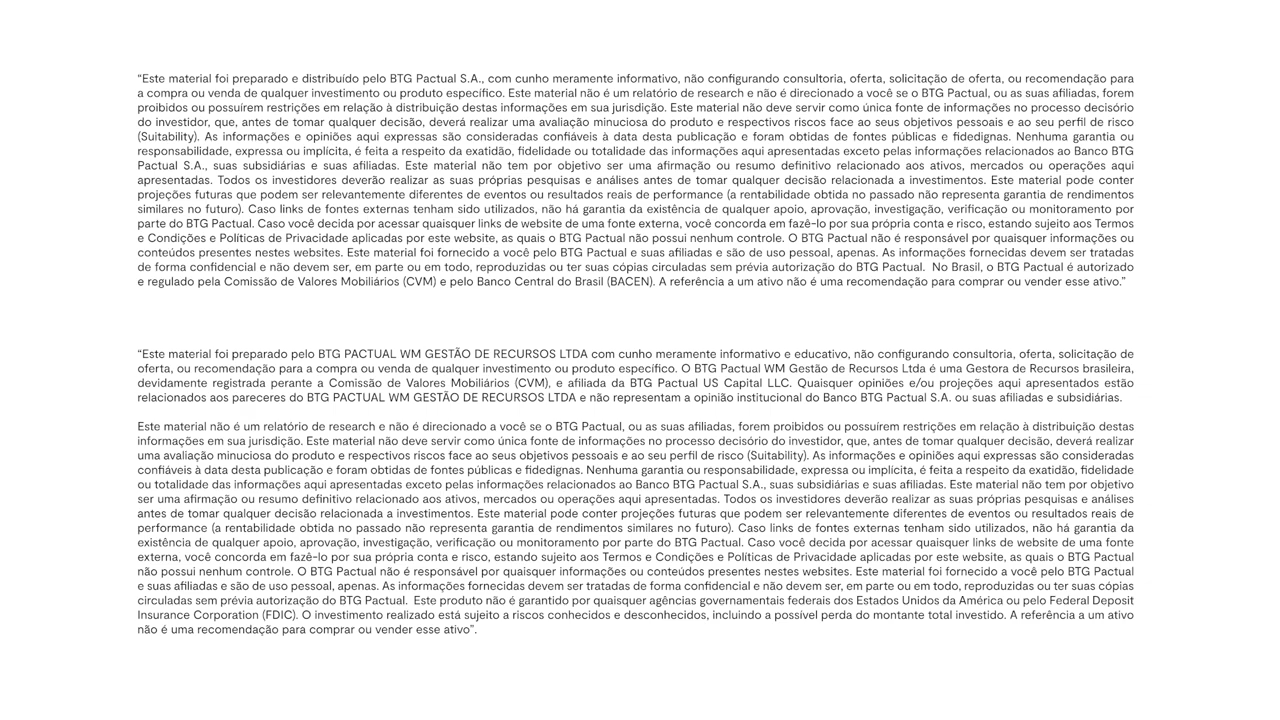 “Este material foi preparado e distribuído pelo BTG Pactual S.A., com cunho meramente informativo, não configurando consultoria, oferta, solicitação de oferta, ou recomendação para
a compra ou venda de qualquer investimento ou produto específico. Este material não é um relatório de research e não é direcionado a você se o BTG Pactual, ou as suas afiliadas, forem
proibidos ou possuírem restrições em relação à distribuição destas informações em sua jurisdição. Este material não deve servir como única fonte de informações no processo decisório
do investidor, que, antes de tomar qualquer decisão, deverá realizar uma avaliação minuciosa do produto e respectivos riscos face ao seus objetivos pessoais e ao seu perfil de risco
(Suitability). As informações e opiniões aqui expressas são consideradas confiáveis à data desta publicação e foram obtidas de fontes públicas e fidedignas. Nenhuma garantia ou
responsabilidade, expressa ou implícita, é feita a respeito da exatidão, fidelidade ou totalidade das informações aqui apresentadas exceto pelas informações relacionados ao Banco BTG
Pactual S.A., suas subsidiárias e suas afiliadas. Este material não tem por objetivo ser uma afirmação ou resumo definitivo relacionado aos ativos, mercados ou operações aqui
apresentadas. Todos os investidores deverão realizar as suas próprias pesquisas e análises antes de tomar qualquer decisão relacionada a investimentos. Este material pode conter
projeções futuras que podem ser relevantemente diferentes de eventos ou resultados reais de performance (a rentabilidade obtida no passado não representa garantia de rendimentos
similares no futuro). Caso links de fontes externas tenham sido utilizados, não há garantia da existência de qualquer apoio, aprovação, investigação, verificação ou monitoramento por
parte do BTG Pactual. Caso você decida por acessar quaisquer links de website de uma fonte externa, você concorda em fazê-lo por sua própria conta e risco, estando sujeito aos Termos
e Condições e Políticas de Privacidade aplicadas por este website, as quais o BTG Pactual não possui nenhum controle. O BTG Pactual não é responsável por quaisquer informações ou
conteúdos presentes nestes websites. Este material foi fornecido a você pelo BTG Pactual e suas afiliadas e são de uso pessoal, apenas. As informações fornecidas devem ser tratadas
de forma confidencial e não devem ser, em parte ou em todo, reproduzidas ou ter suas cópias circuladas sem prévia autorização do BTG Pactual.  No Brasil, o BTG Pactual é autorizado
e regulado pela Comissão de Valores Mobiliários (CVM) e pelo Banco Central do Brasil (BACEN). A referência a um ativo não é uma recomendação para comprar ou vender esse ativo.”
“Este material foi preparado pelo BTG PACTUAL WM GESTÃO DE RECURSOS LTDA com cunho meramente informativo e educativo, não configurando consultoria, oferta, solicitação de
oferta, ou recomendação para a compra ou venda de qualquer investimento ou produto específico. O BTG Pactual WM Gestão de Recursos Ltda é uma Gestora de Recursos brasileira,
devidamente registrada perante a Comissão de Valores Mobiliários (CVM), e afiliada da BTG Pactual US Capital LLC. Quaisquer opiniões e/ou projeções aqui apresentados estão
relacionados aos pareceres do BTG PACTUAL WM GESTÃO DE RECURSOS LTDA e não representam a opinião institucional do Banco BTG Pactual S.A. ou suas afiliadas e subsidiárias.
Este material não é um relatório de research e não é direcionado a você se o BTG Pactual, ou as suas afiliadas, forem proibidos ou possuírem restrições em relação à distribuição destas
informações em sua jurisdição. Este material não deve servir como única fonte de informações no processo decisório do investidor, que, antes de tomar qualquer decisão, deverá realizar
uma avaliação minuciosa do produto e respectivos riscos face ao seus objetivos pessoais e ao seu perfil de risco (Suitability). As informações e opiniões aqui expressas são consideradas
confiáveis à data desta publicação e foram obtidas de fontes públicas e fidedignas. Nenhuma garantia ou responsabilidade, expressa ou implícita, é feita a respeito da exatidão, fidelidade
ou totalidade das informações aqui apresentadas exceto pelas informações relacionados ao Banco BTG Pactual S.A., suas subsidiárias e suas afiliadas. Este material não tem por objetivo
ser uma afirmação ou resumo definitivo relacionado aos ativos, mercados ou operações aqui apresentadas. Todos os investidores deverão realizar as suas próprias pesquisas e análises
antes de tomar qualquer decisão relacionada a investimentos. Este material pode conter projeções futuras que podem ser relevantemente diferentes de eventos ou resultados reais de
performance (a rentabilidade obtida no passado não representa garantia de rendimentos similares no futuro). Caso links de fontes externas tenham sido utilizados, não há garantia da
existência de qualquer apoio, aprovação, investigação, verificação ou monitoramento por parte do BTG Pactual. Caso você decida por acessar quaisquer links de website de uma fonte
externa, você concorda em fazê-lo por sua própria conta e risco, estando sujeito aos Termos e Condições e Políticas de Privacidade aplicadas por este website, as quais o BTG Pactual
não possui nenhum controle. O BTG Pactual não é responsável por quaisquer informações ou conteúdos presentes nestes websites. Este material foi fornecido a você pelo BTG Pactual
e suas afiliadas e são de uso pessoal, apenas. As informações fornecidas devem ser tratadas de forma confidencial e não devem ser, em parte ou em todo, reproduzidas ou ter suas cópias
circuladas sem prévia autorização do BTG Pactual.  Este produto não é garantido por quaisquer agências governamentais federais dos Estados Unidos da América ou pelo Federal Deposit
Insurance Corporation (FDIC). O investimento realizado está sujeito a riscos conhecidos e desconhecidos, incluindo a possível perda do montante total investido. A referência a um ativo
não é uma recomendação para comprar ou vender esse ativo”.